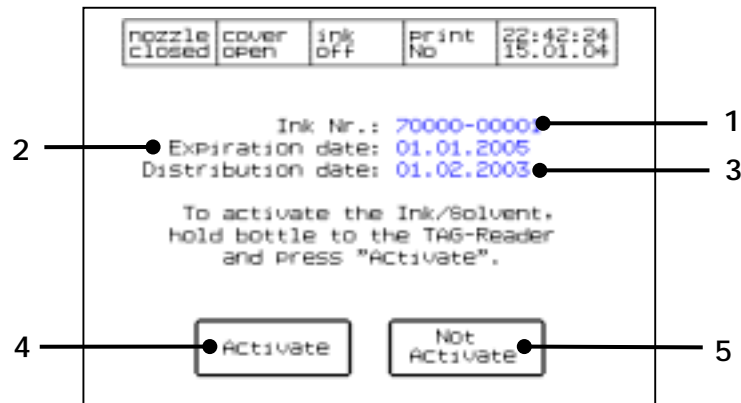 nozzle closed cover open ink off print No 22:42:24 15.01.04
Ink Nr.: 70000-00001 1
2 Expiration date: 01.01.2005
Distribution date: 01.02.2003 3
To activate the Ink/Solvent,
hold bottle to the TAG-Reader
and press "Activate".
4 Activate Not Activate 5